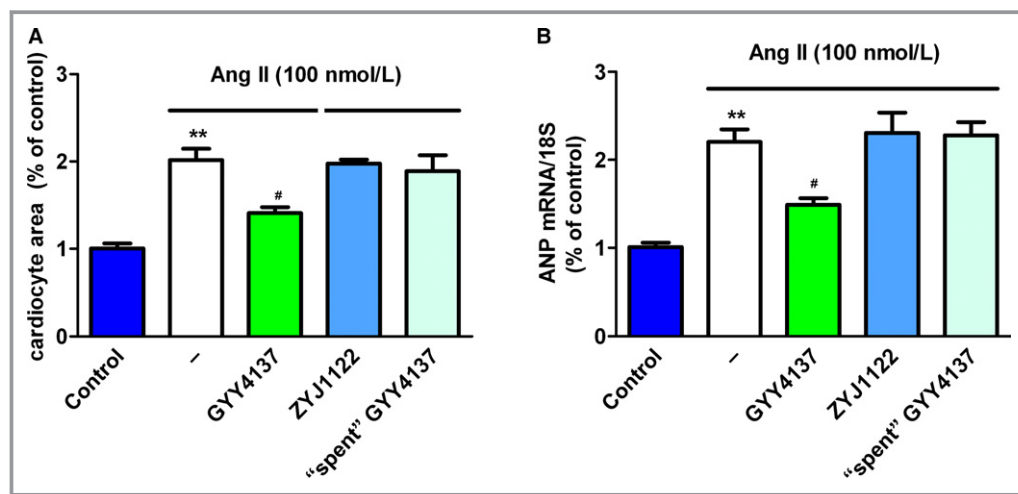 A
Ang II (100 nmol/L)
cardiocyte area (% of control)
3
2
1
0
**
#
Control
–
GYY4137
ZYJ1122
“spent” GYY4137
B
Ang II (100 nmol/L)
ANP mRNA/18S
(% of control)
3
2
1
0
**
#
Control
–
GYY4137
ZYJ1122
“spent” GYY4137